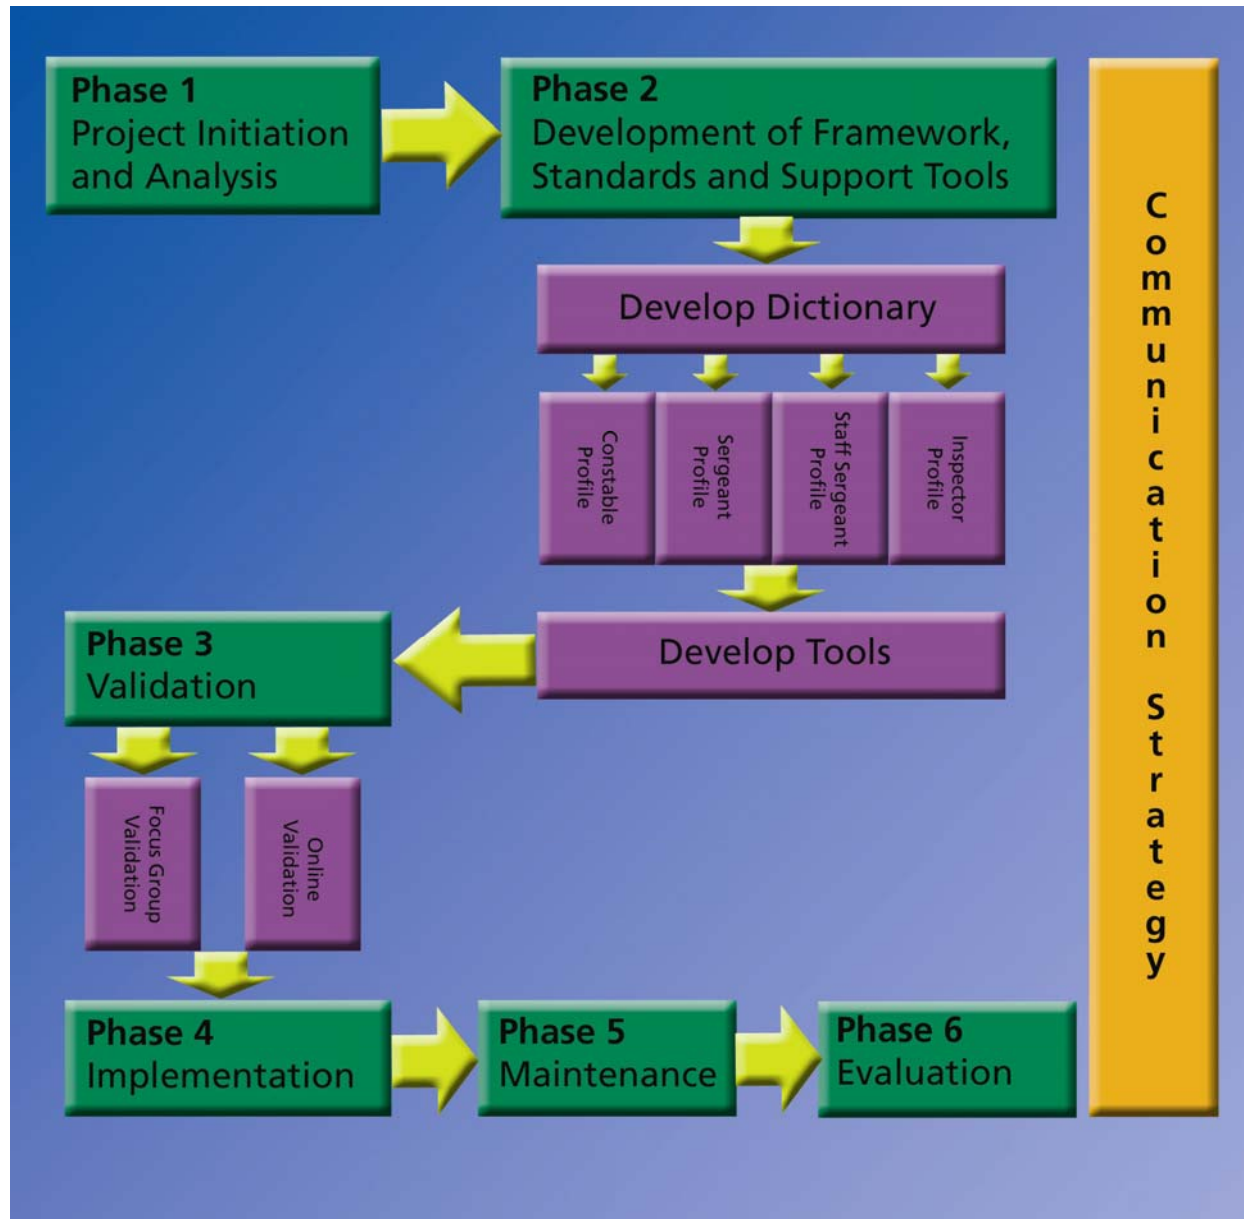 Phase 1
Project Initiation
and Analysis
Phase 2
Development of Framework,
Standards and Support Tools
Develop Dictionary
Constable
Profile
Sergeant
Profile
Staff Sergeant
Profile
Inspector
Profile
Develop Tools
Phase 3
Validation
Focus Group
Validation
Online
Validation
Phase 4
Implementation
Phase 5
Maintenance
Phase 6
Evaluation
Communication Strategy